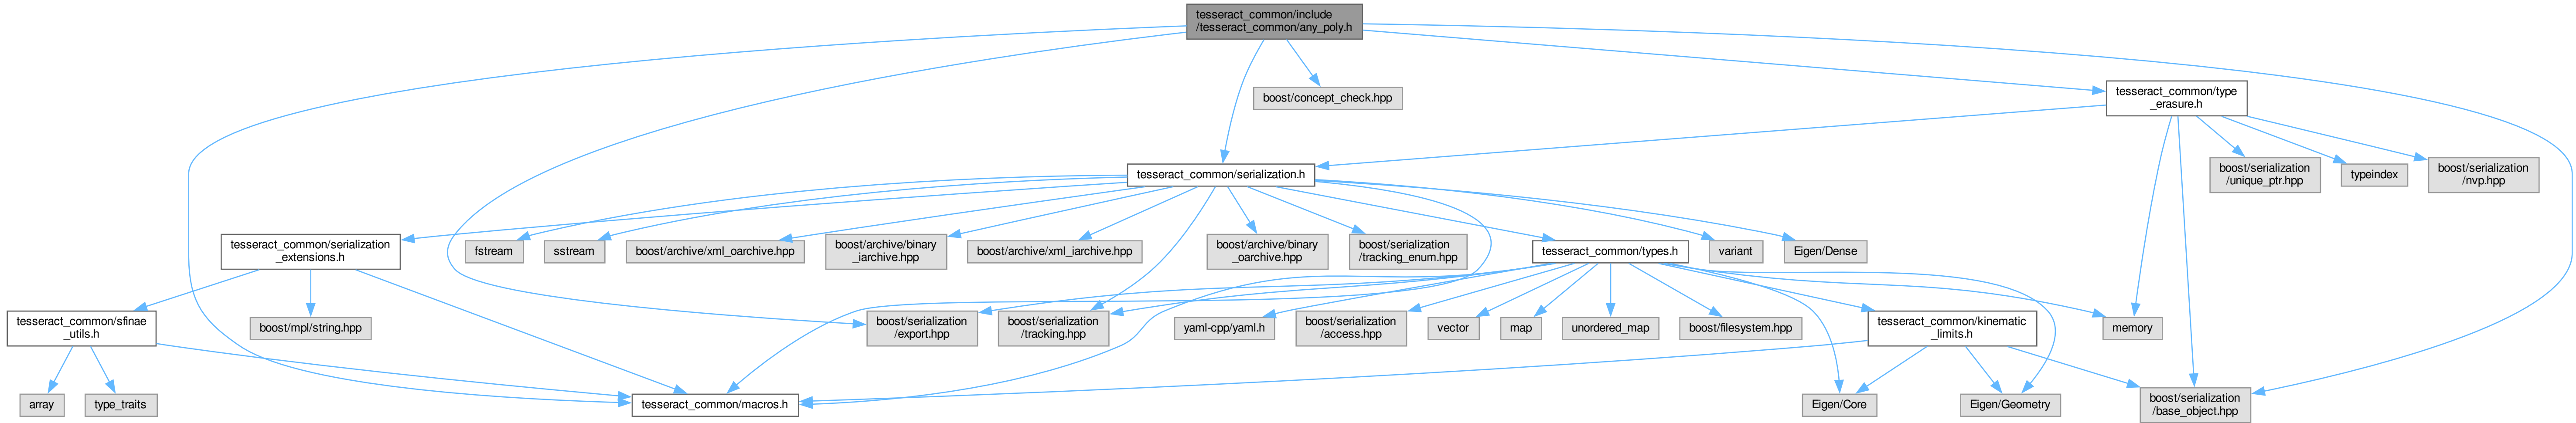 tesseract_common/include
/tesseract_common/any_poly.h
boost/concept_check.hpp
tesseract_common/type
_erasure.h
tesseract_common/serialization.h
boost/serialization
/unique_ptr.hpp
typeindex
boost/serialization
/nvp.hpp
tesseract_common/serialization
_extensions.h
fstream
sstream
boost/archive/xml_oarchive.hpp
boost/archive/binary
_iarchive.hpp
boost/archive/xml_iarchive.hpp
boost/archive/binary
_oarchive.hpp
boost/serialization
/tracking_enum.hpp
tesseract_common/types.h
variant
Eigen/Dense
tesseract_common/sfinae
_utils.h
boost/mpl/string.hpp
boost/serialization
/export.hpp
boost/serialization
/tracking.hpp
yaml-cpp/yaml.h
boost/serialization
/access.hpp
vector
map
unordered_map
boost/filesystem.hpp
tesseract_common/kinematic
_limits.h
memory
array
type_traits
tesseract_common/macros.h
Eigen/Core
Eigen/Geometry
boost/serialization
/base_object.hpp